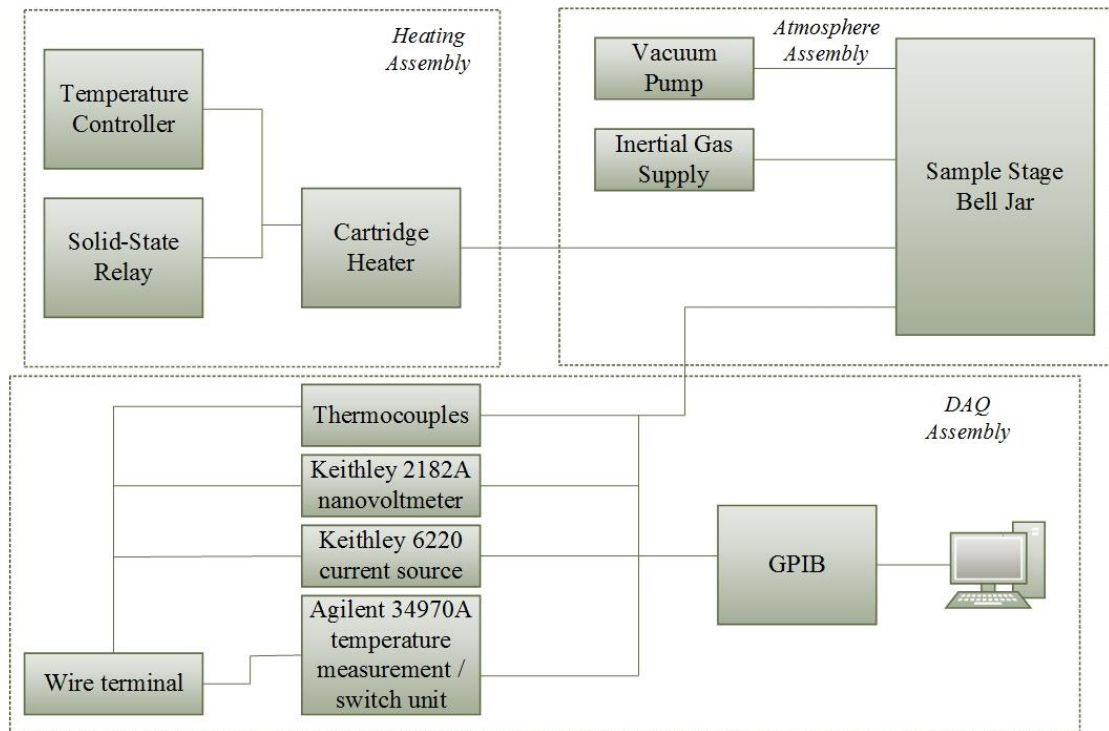 Heating
Assembly
Temperature
Controller
Solid-State
Relay
Cartridge
Heater
Atmosphere
Assembly
Vacuum
Pump
Inertial Gas
Supply
Sample Stage
Bell Jar
DAQ
Assembly
Thermocouples
Keithley 2182A
nanovoltmeter
Keithley 6220
current source
Agilent 34970A
temperature
measurement /
switch unit
Wire terminal
GPIB